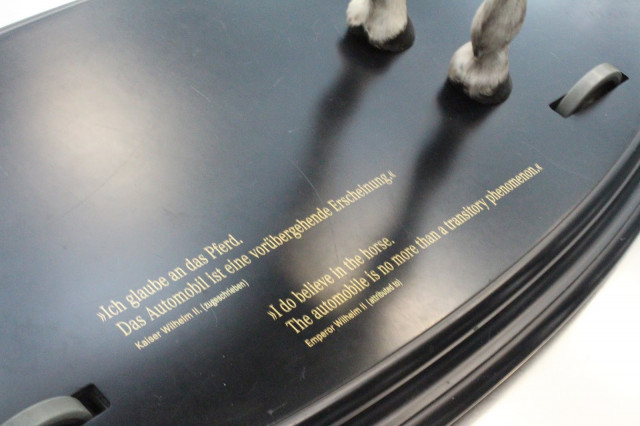 »Ich glaube an das Pferd.
Das Automobil ist eine vorübergehende Erscheinung.«
Kaiser Wilhelm II. (zugeschrieben)
»I do believe in the horse.
The automobile is no more than a transitory phenomenon.«
Emperor Wilhelm II. (attributed to)